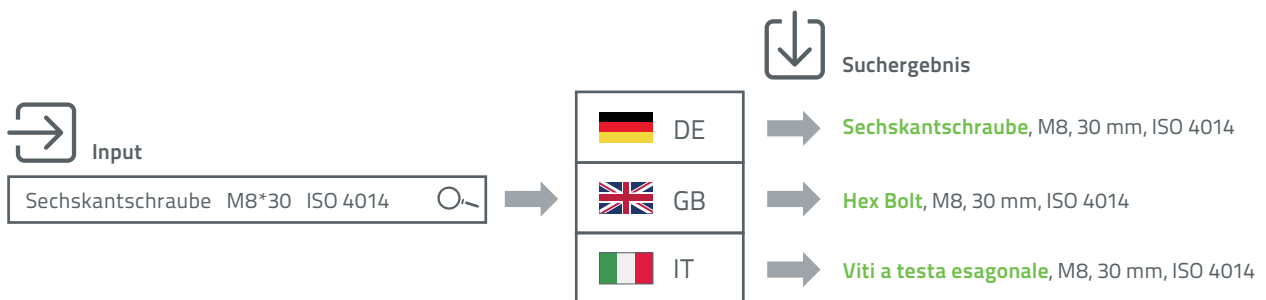 Suchergebnis
Input
Sechskantschraube M8*30 ISO 4014
DE
Sechskantschraube, M8, 30 mm, ISO 4014
GB
Hex Bolt, M8, 30 mm, ISO 4014
IT
Viti a testa esagonale, M8, 30 mm, ISO 4014